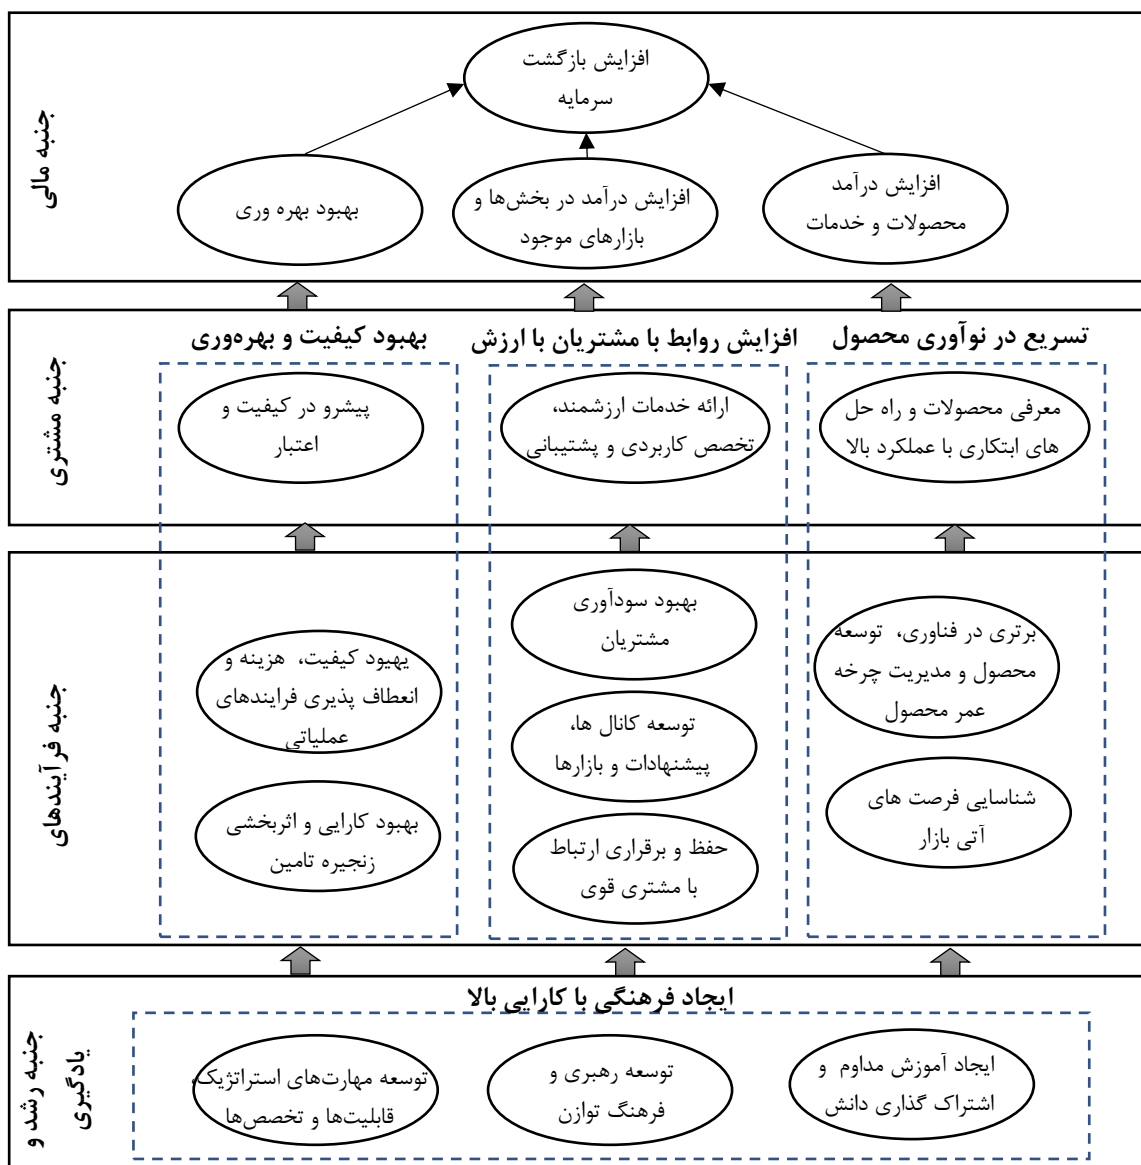 جنبه مالی
افزایش بازگشت
سرمایه
افزایش درآمد
محصولات و خدمات
افزایش درآمد در بخش‌ها و
بازارهای موجود
بهبود بهره وری
جنبه مشتری
تسریع در نوآوری محصول
افزایش روابط با مشتریان با ارزش
بهبود کیفیت و بهره‌وری
معرفی محصولات و راه حل
های ابتکاری با عملکرد بالا
ارائه خدمات ارزشمند،
تخصص کاربردی و پشتیبانی
پیشرو در کیفیت و
اعتبار
جنبه فرآیندهای
برتری در فناوری، توسعه
محصول و مدیریت چرخه
عمر محصول
شناسایی فرصت های
آتی بازار
بهبود سودآوری
مشتریان
توسعه کانال ها،
پیشنهادات و بازارها
حفظ و برقراری ارتباط
با مشتری قوی
یهبود کیفیت، هزینه و
انعطاف پذیری فرایندهای
عملیاتی
بهبود کارایی و اثربخشی
زنجیره تامین
جنبه رشد و
یادگیری
ایجاد فرهنگی با کارایی بالا
ایجاد آموزش مداوم و
اشتراک گذاری دانش
توسعه رهبری و
فرهنگ توازن
توسعه مهارت‌های استراتژیک،
قابلیت‌ها و تخصص‌ها